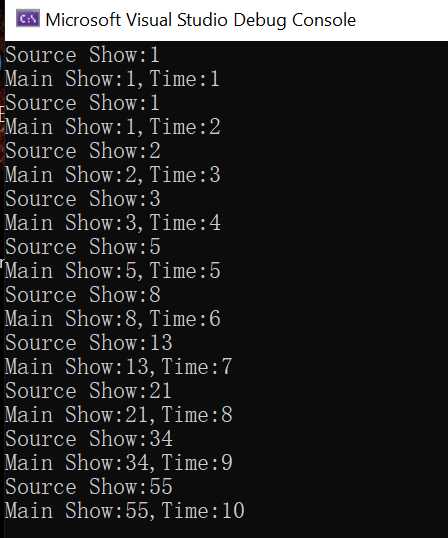 Microsoft Visual Studio Debug Console
Source Show:1
Main Show:1,Time:1
Source Show:1
Main Show:1,Time:2
Source Show:2
Main Show:2,Time:3
Source Show:3
Main Show:3,Time:4
Source Show:5
Main Show:5,Time:5
Source Show:8
Main Show:8,Time:6
Source Show:13
Main Show:13,Time:7
Source Show:21
Main Show:21,Time:8
Source Show:34
Main Show:34,Time:9
Source Show:55
Main Show:55,Time:10